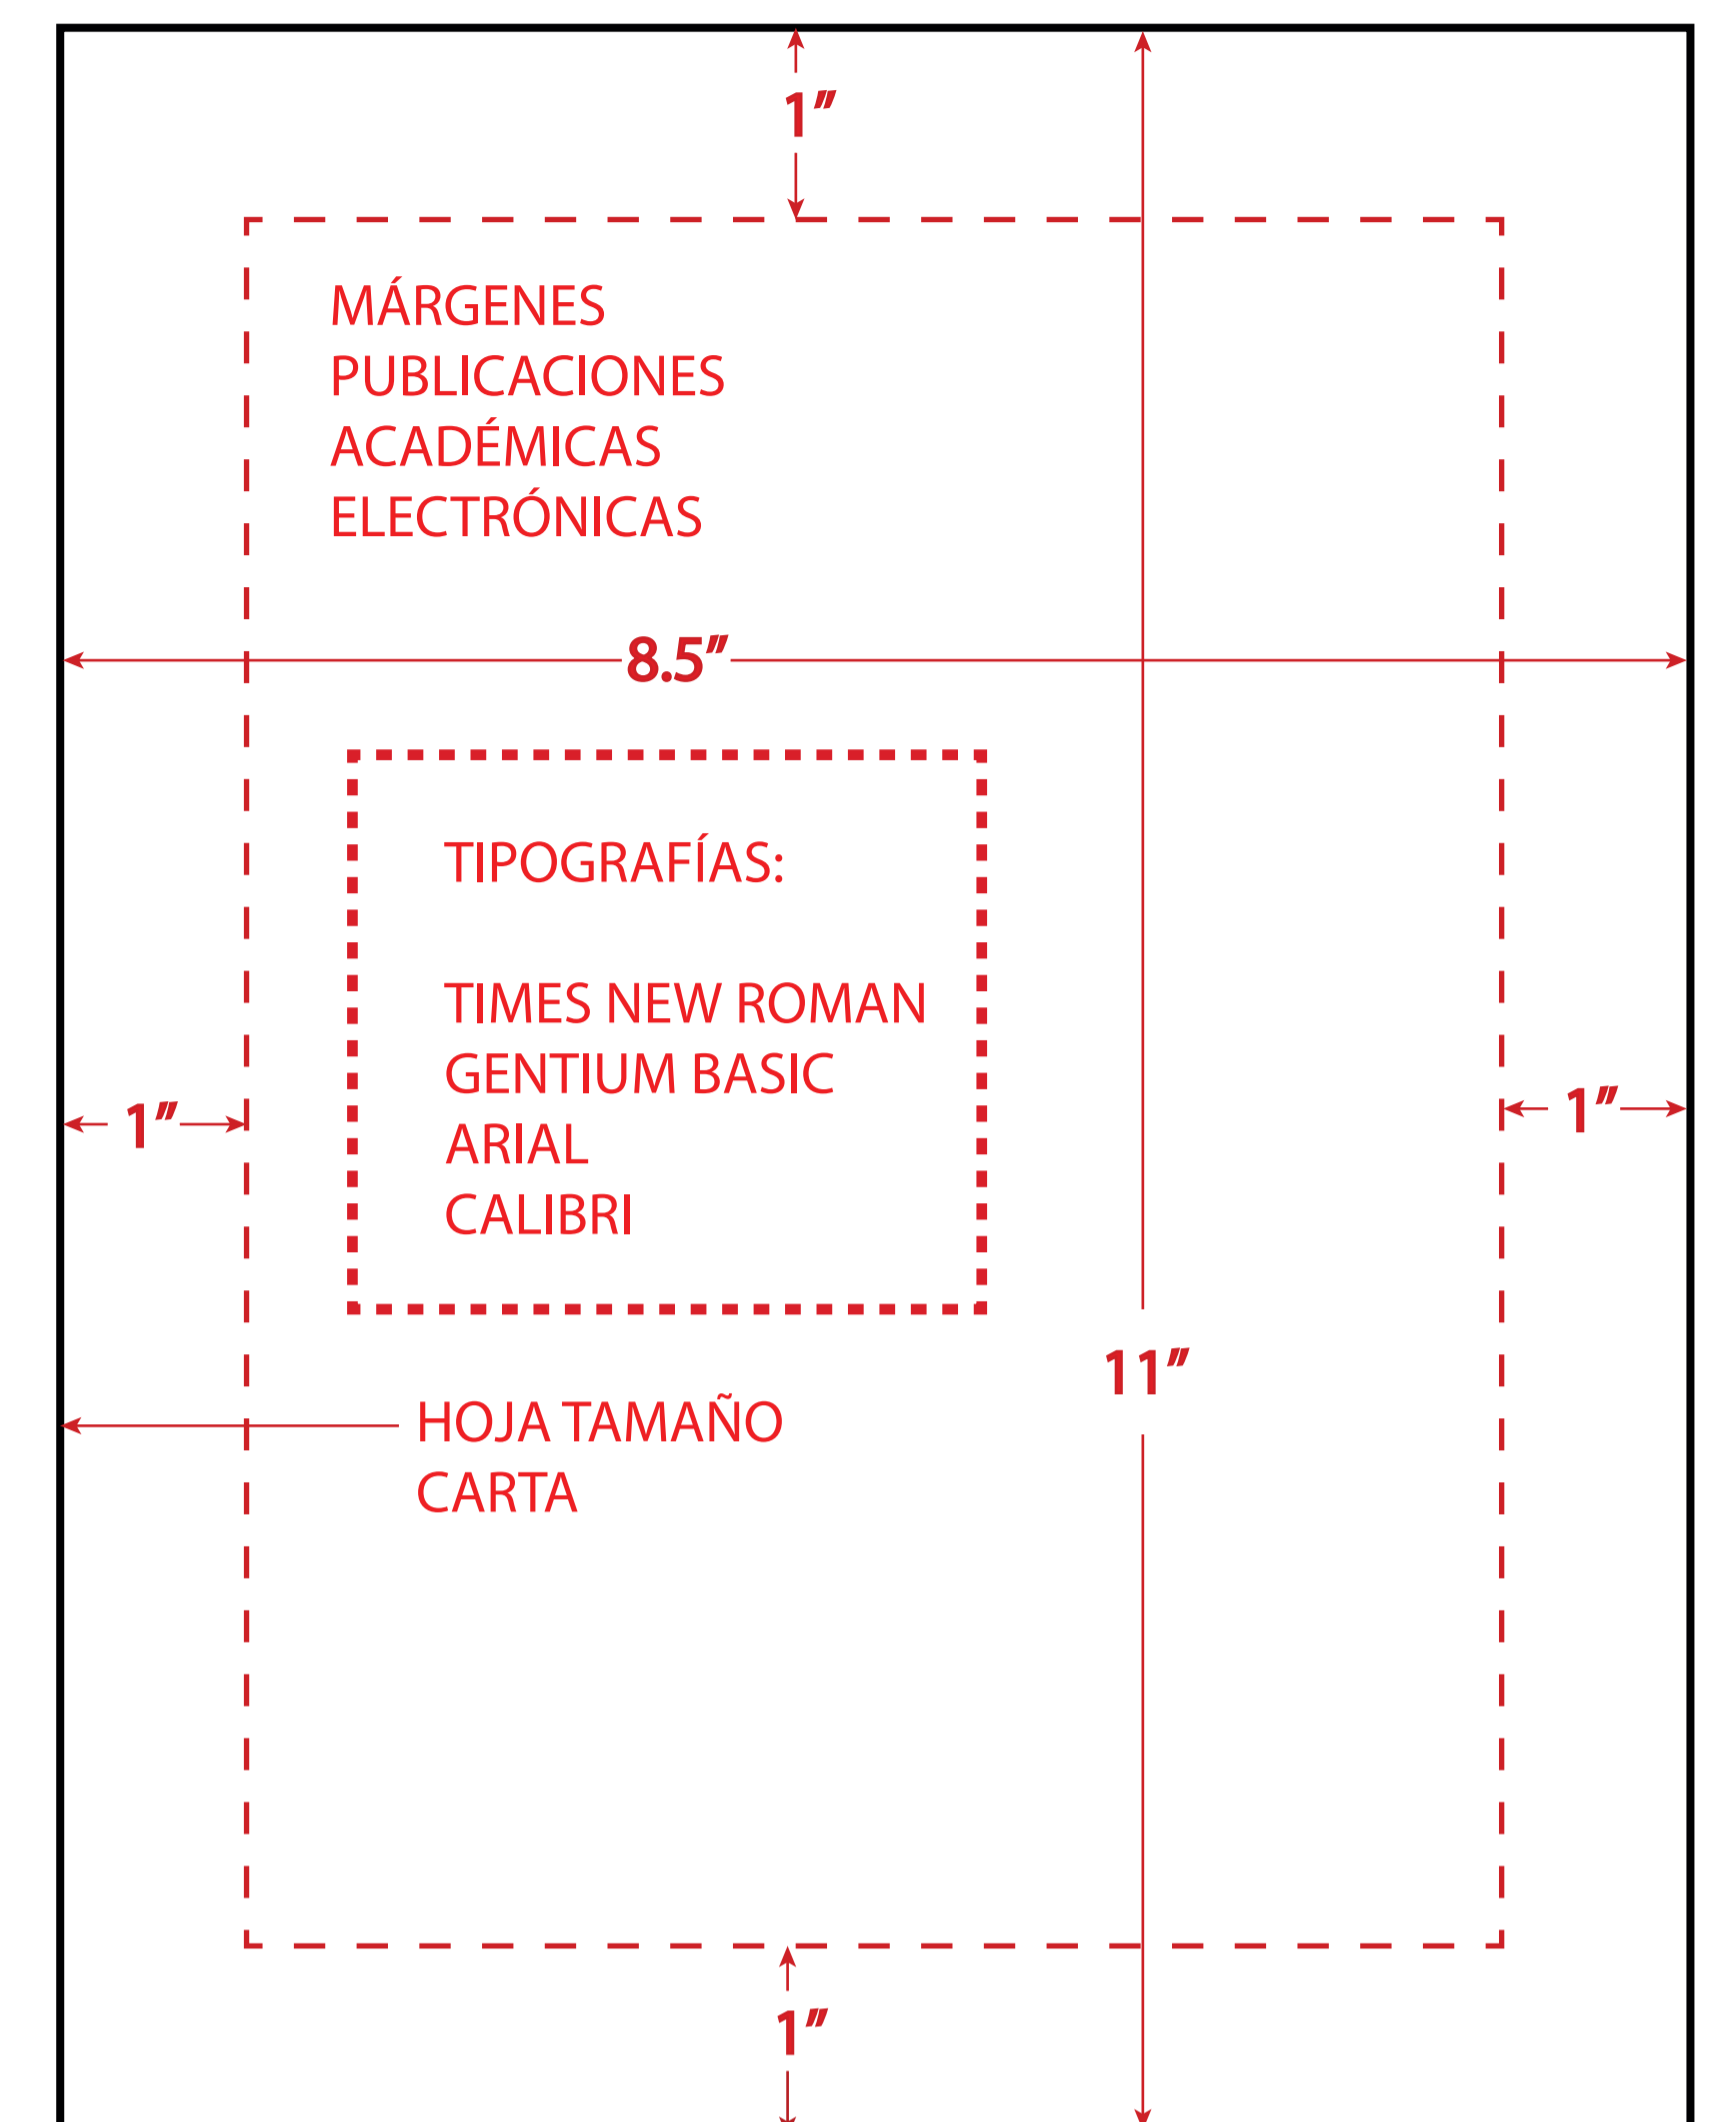 1"
MÁRGENES
PUBLICACIONES
ACADÉMICAS
ELECTRÓNICAS
8.5"
TIPOGRAFÍAS:
TIMES NEW ROMAN
GENTIUM BASIC
ARIAL
CALIBRI
1"
1"
11"
HOJA TAMAÑO
CARTA
1"